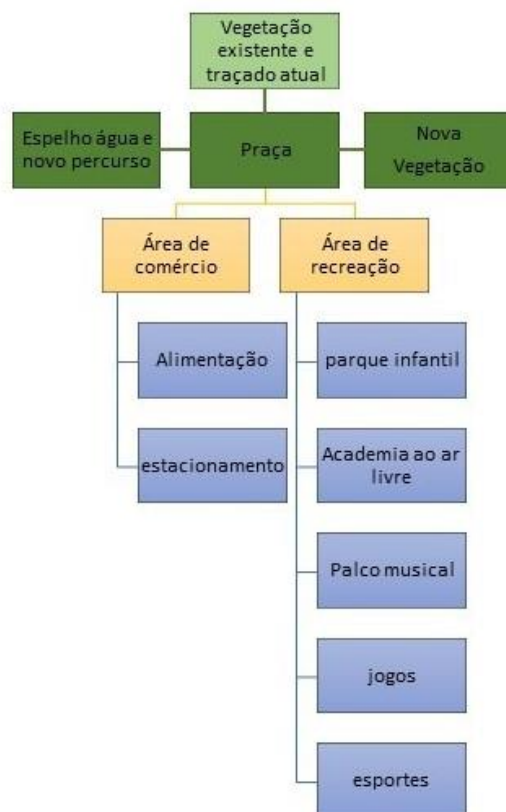 Vegetação
existente e
traçado atual
Espelho água e
novo percurso
Praça
Nova
Vegetação
Área de
comércio
Área de
recreação
Alimentação
parque infantil
estacionamento
Academia ao ar
livre
Palco musical
jogos
esportes